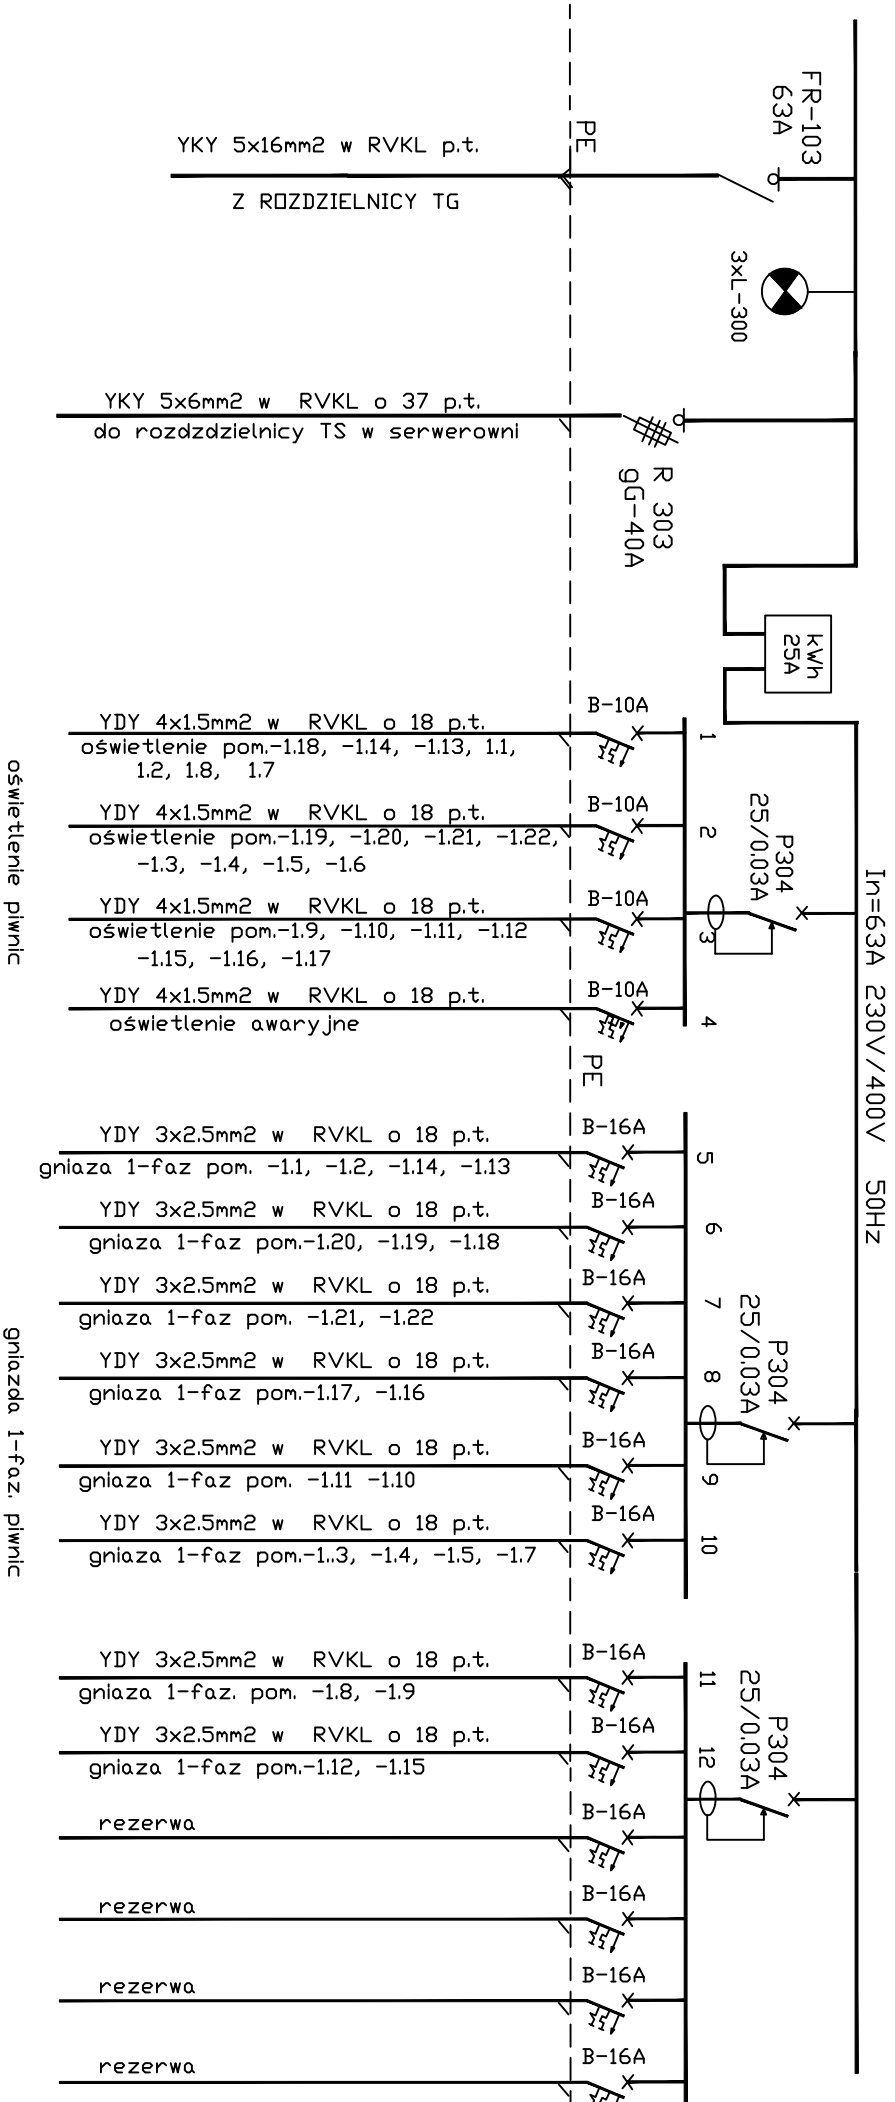 FR-103
63A
PE
YKY 5x16mm2 w RVKL p.t.
Z ROZDZIELNICY TG
3xL-300
YKY 5x6mm2 w RVKL o 37 p.t.
do rozdzdzielnicy TS w serwerowni
R 303
gG-40A
kWh
25A
In=63A 230V/400V 50Hz
B-10A
1
YDY 4x1.5mm2 w RVKL o 18 p.t.
oświetlenie pom.-1.18, -1.14, -1.13, 1.1,
1.2, 1.8, 1.7
B-10A
2
YDY 4x1.5mm2 w RVKL o 18 p.t.
oświetlenie pom.-1.19, -1.20, -1.21, -1.22,
-1.3, -1.4, -1.5, -1.6
P304
25/0.03A
B-10A
3
YDY 4x1.5mm2 w RVKL o 18 p.t.
oświetlenie pom.-1.9, -1.10, -1.11, -1.12
-1.15, -1.16, -1.17
B-10A
4
YDY 4x1.5mm2 w RVKL o 18 p.t.
oświetlenie awaryjne
oświetlenie piwnic
PE
B-16A
5
YDY 3x2.5mm2 w RVKL o 18 p.t.
gniaza 1-faz pom. -1.1, -1.2, -1.14, -1.13
B-16A
6
YDY 3x2.5mm2 w RVKL o 18 p.t.
gniaza 1-faz pom.-1.20, -1.19, -1.18
B-16A
7
YDY 3x2.5mm2 w RVKL o 18 p.t.
gniaza 1-faz pom. -1.21, -1.22
P304
25/0.03A
B-16A
8
YDY 3x2.5mm2 w RVKL o 18 p.t.
gniaza 1-faz pom.-1.17, -1.16
B-16A
9
YDY 3x2.5mm2 w RVKL o 18 p.t.
gniaza 1-faz pom. -1.11 -1.10
B-16A
10
YDY 3x2.5mm2 w RVKL o 18 p.t.
gniaza 1-faz pom.-1..3, -1.4, -1.5, -1.7
gniazda 1-faz. piwnic
B-16A
11
YDY 3x2.5mm2 w RVKL o 18 p.t.
gniaza 1-faz. pom. -1.8, -1.9
P304
25/0.03A
B-16A
12
YDY 3x2.5mm2 w RVKL o 18 p.t.
gniaza 1-faz pom.-1.12, -1.15
B-16A
rezerwa
B-16A
rezerwa
B-16A
rezerwa
B-16A
rezerwa